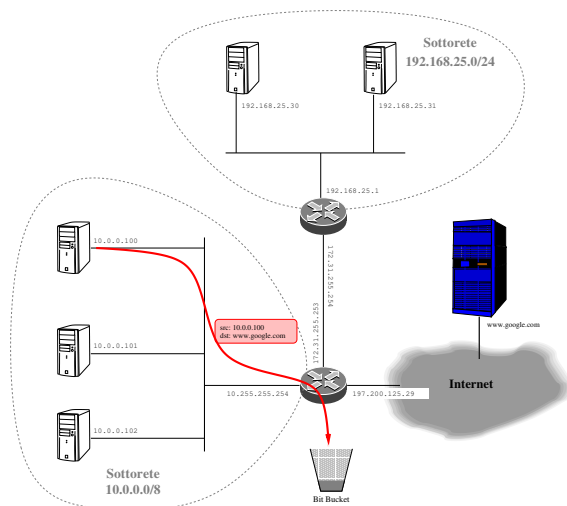 Sottorete
192.168.25.0/24
192.168.25.30
192.168.25.31
192.168.25.1
10.0.0.100
172.31.255.254
src: 10.0.0.100
dst: www.google.com
172.31.255.253
www.google.com
10.0.0.101
10.255.255.254
197.200.125.29
Internet
10.0.0.102
Sottorete
10.0.0.0/8
Bit Bucket